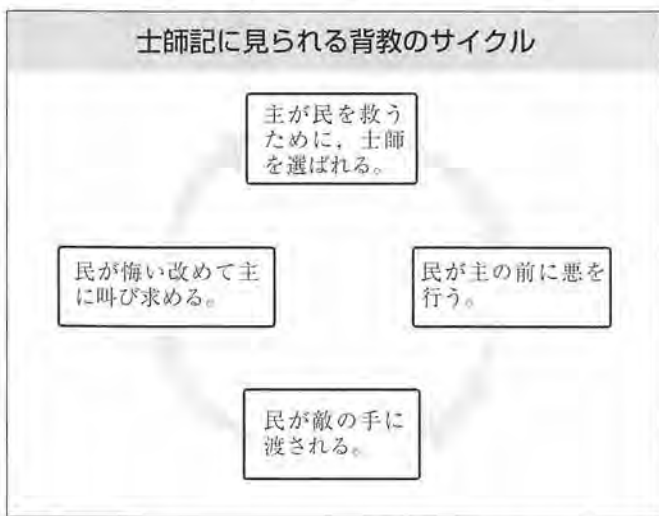 士師記に見られる背教のサイクル
主が民を救う
ために，士師
を選ばれる。
民が主の前に悪を
行う。
民が敵の手に
渡される。
民が悔い改めて主
に叫び求める。